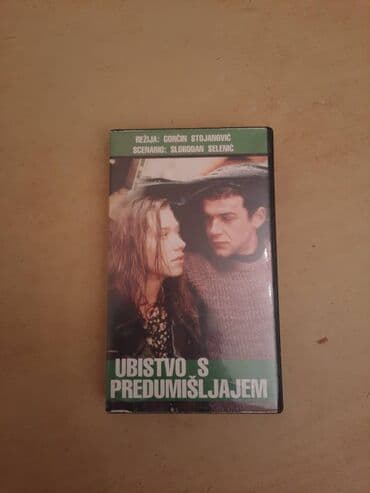 REŽIJA: GORČIN STOJANOVIĆ
SCENARIO: SLOBODAN SELENIĆ
UBISTVO S
PREDUMIŠLJAJEM